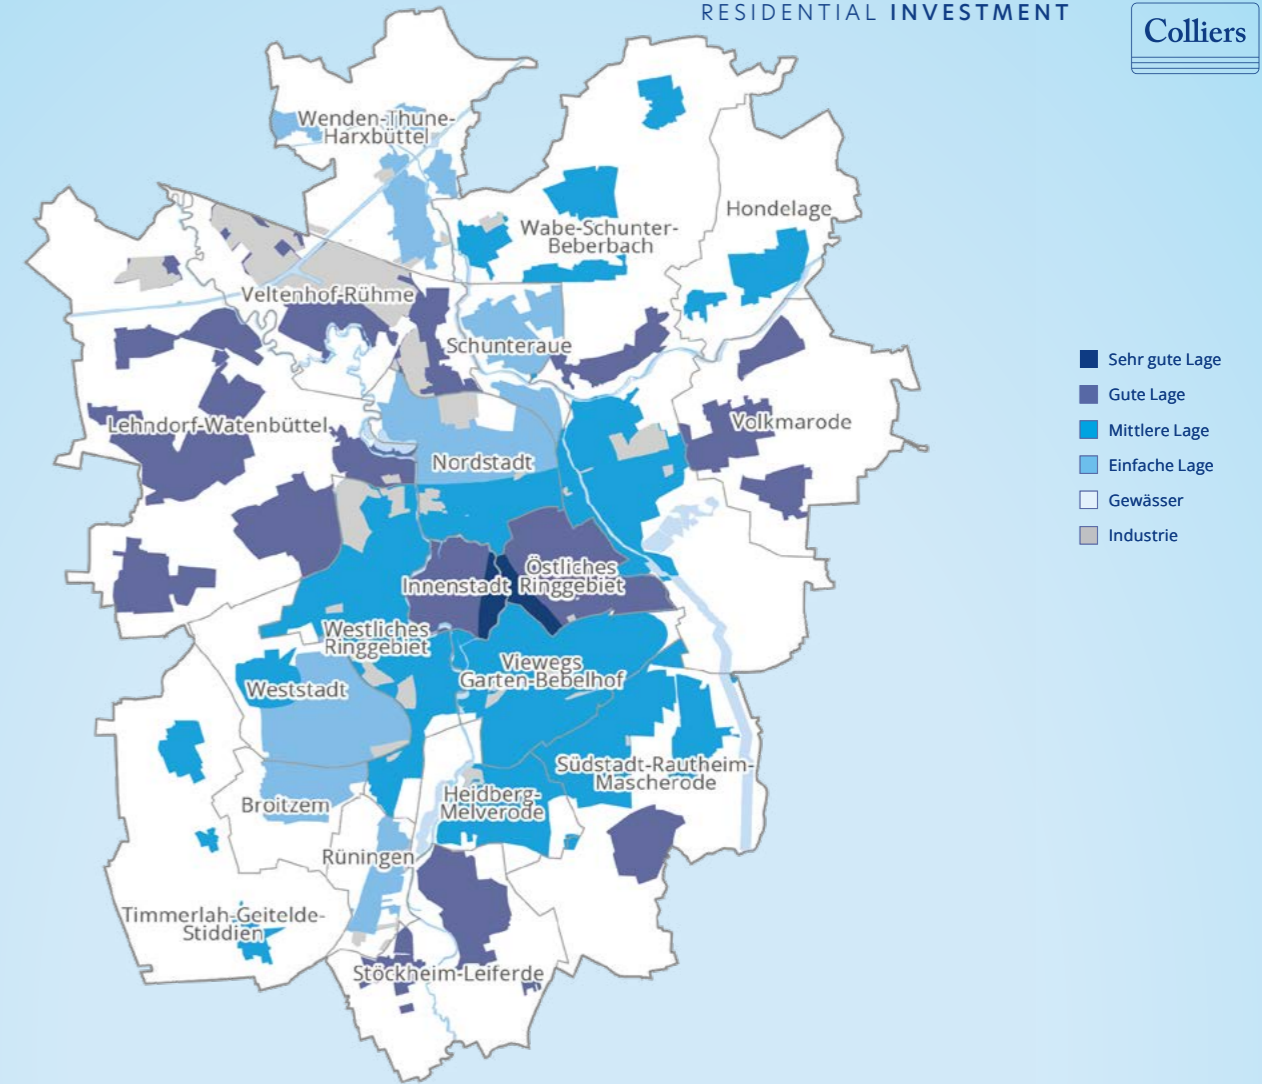 RESIDENTIAL INVESTMENT
Colliers
Wenden-Thune-
Harxbüttel
Wabe-Schunter-
Beberbach
Hondelage
Veltenhof-Rühme
Schunteraue
Lehndorf-Watenbüttel
Volkmarode
Nordstadt
Innenstadt
Östliches
Ringgebiet
Westliches
Ringgebiet
Viewegs
Garten-Bebelhof
Weststadt
Südstadt-Rautheim-
Mascherode
Broitzem
Heidberg-
Melverode
Rüningen
Timmerlah-Geitelde-
Stiddien
Stöckheim-Leiferde
Sehr gute Lage
Gute Lage
Mittlere Lage
Einfache Lage
Gewässer
Industrie